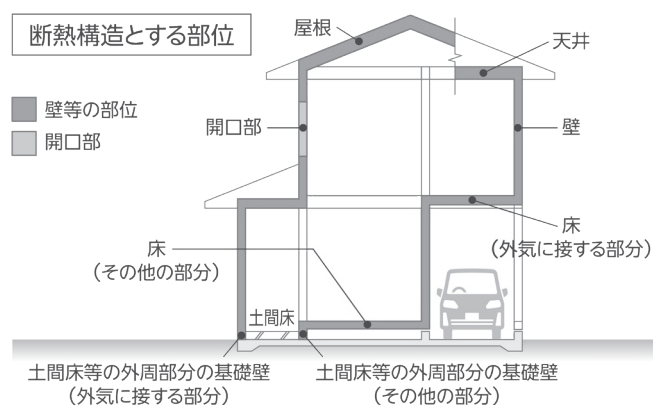 断熱構造とする部位
屋根
天井
壁等の部位
開口部
開口部
壁
床
(外気に接する部分)
床
(その他の部分)
土間床
土間床等の外周部分の基礎壁
(外気に接する部分)
土間床等の外周部分の基礎壁
(その他の部分)